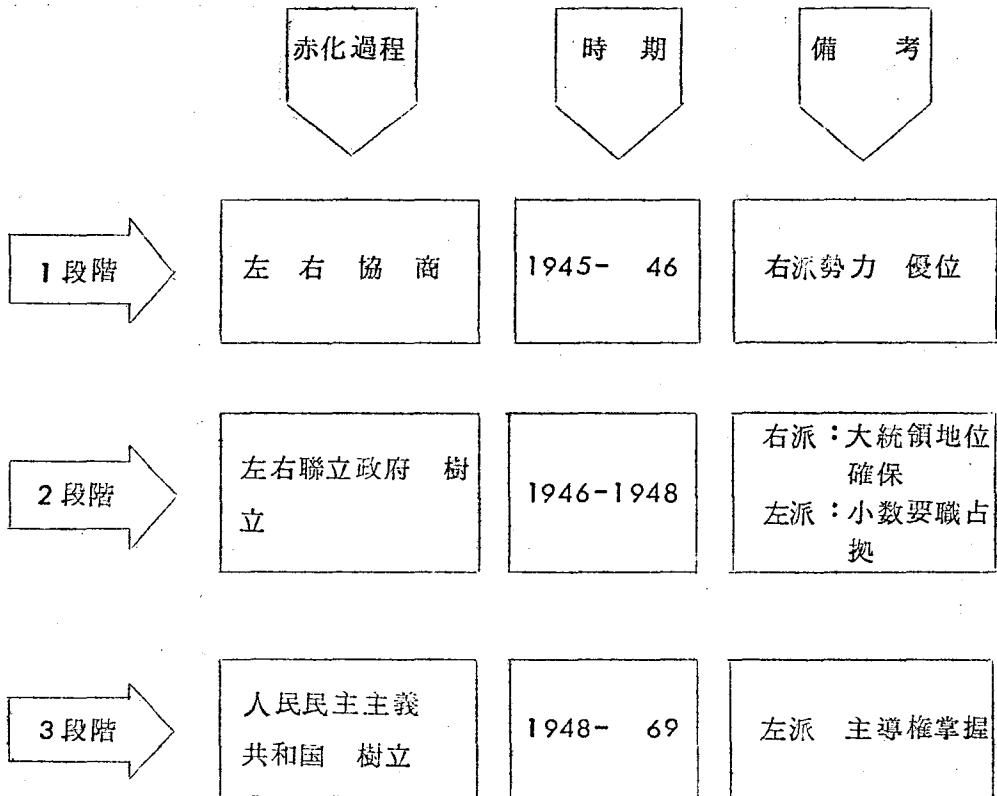 赤化過程
時　期
備　　考
1 段階
左　右　協　商
1945-　46
右派勢力　優位
2 段階
左右聯立政府　樹
立
1946-1948
右派：大統領地位
確保
左派：小数要職占
拠
3 段階
人民民主主義
共和国　樹立
1948-　69
左派　主導権掌握